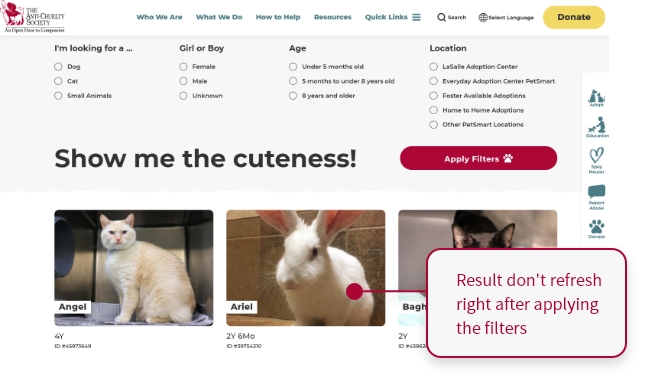 THE
ANTI-CRUELTY
SOCIETY
An Open Door to Compassion
Who We Are What We Do How to Help Resources Quick Links Search Select Language Donate
I'm looking for a ... Girl or Boy Age Location
Dog Female Under 5 months old LaSalle Adoption Center
Cat Male 5 months to under 8 years old Everyday Adoption Center PetSmart
Small Animals Unknown 8 years and older Foster Available Adoptions
Home to Home Adoptions
Other PetSmart Locations
Adopt
Education
Spay
Neuter
Report
Abuse
Donate
Show me the cuteness! Apply Filters
Angel Ariel Bagh
4Y 2Y 6Mo 2Y
ID #45973649 ID #39754310
Result don't refresh
right after applying
the filters